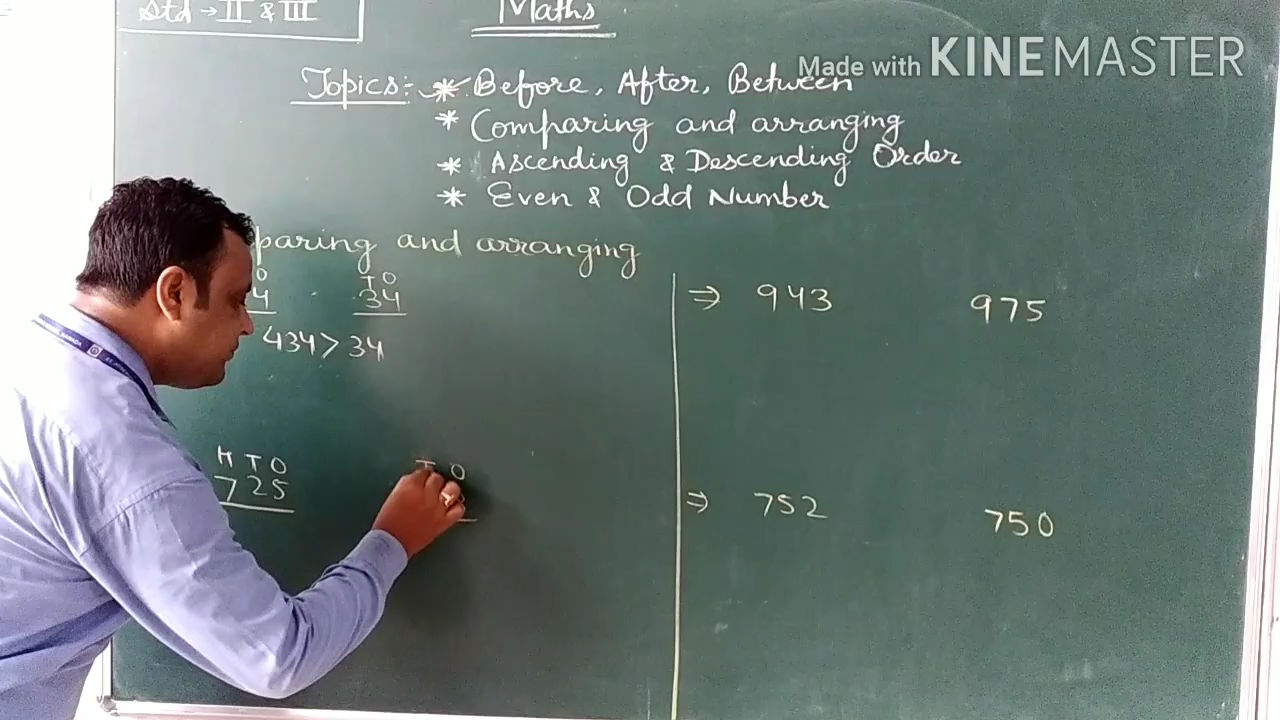 Std → II & III
Maths
Made with KINEMASTER
Topics:- * Before, After, Between
* Comparing and arranging
* Ascending & Descending Order
* Even & Odd Number
paring and arranging
O T O
4 34
434 > 34
⇒ 943 975
H T O T O
725
⇒ 752 750